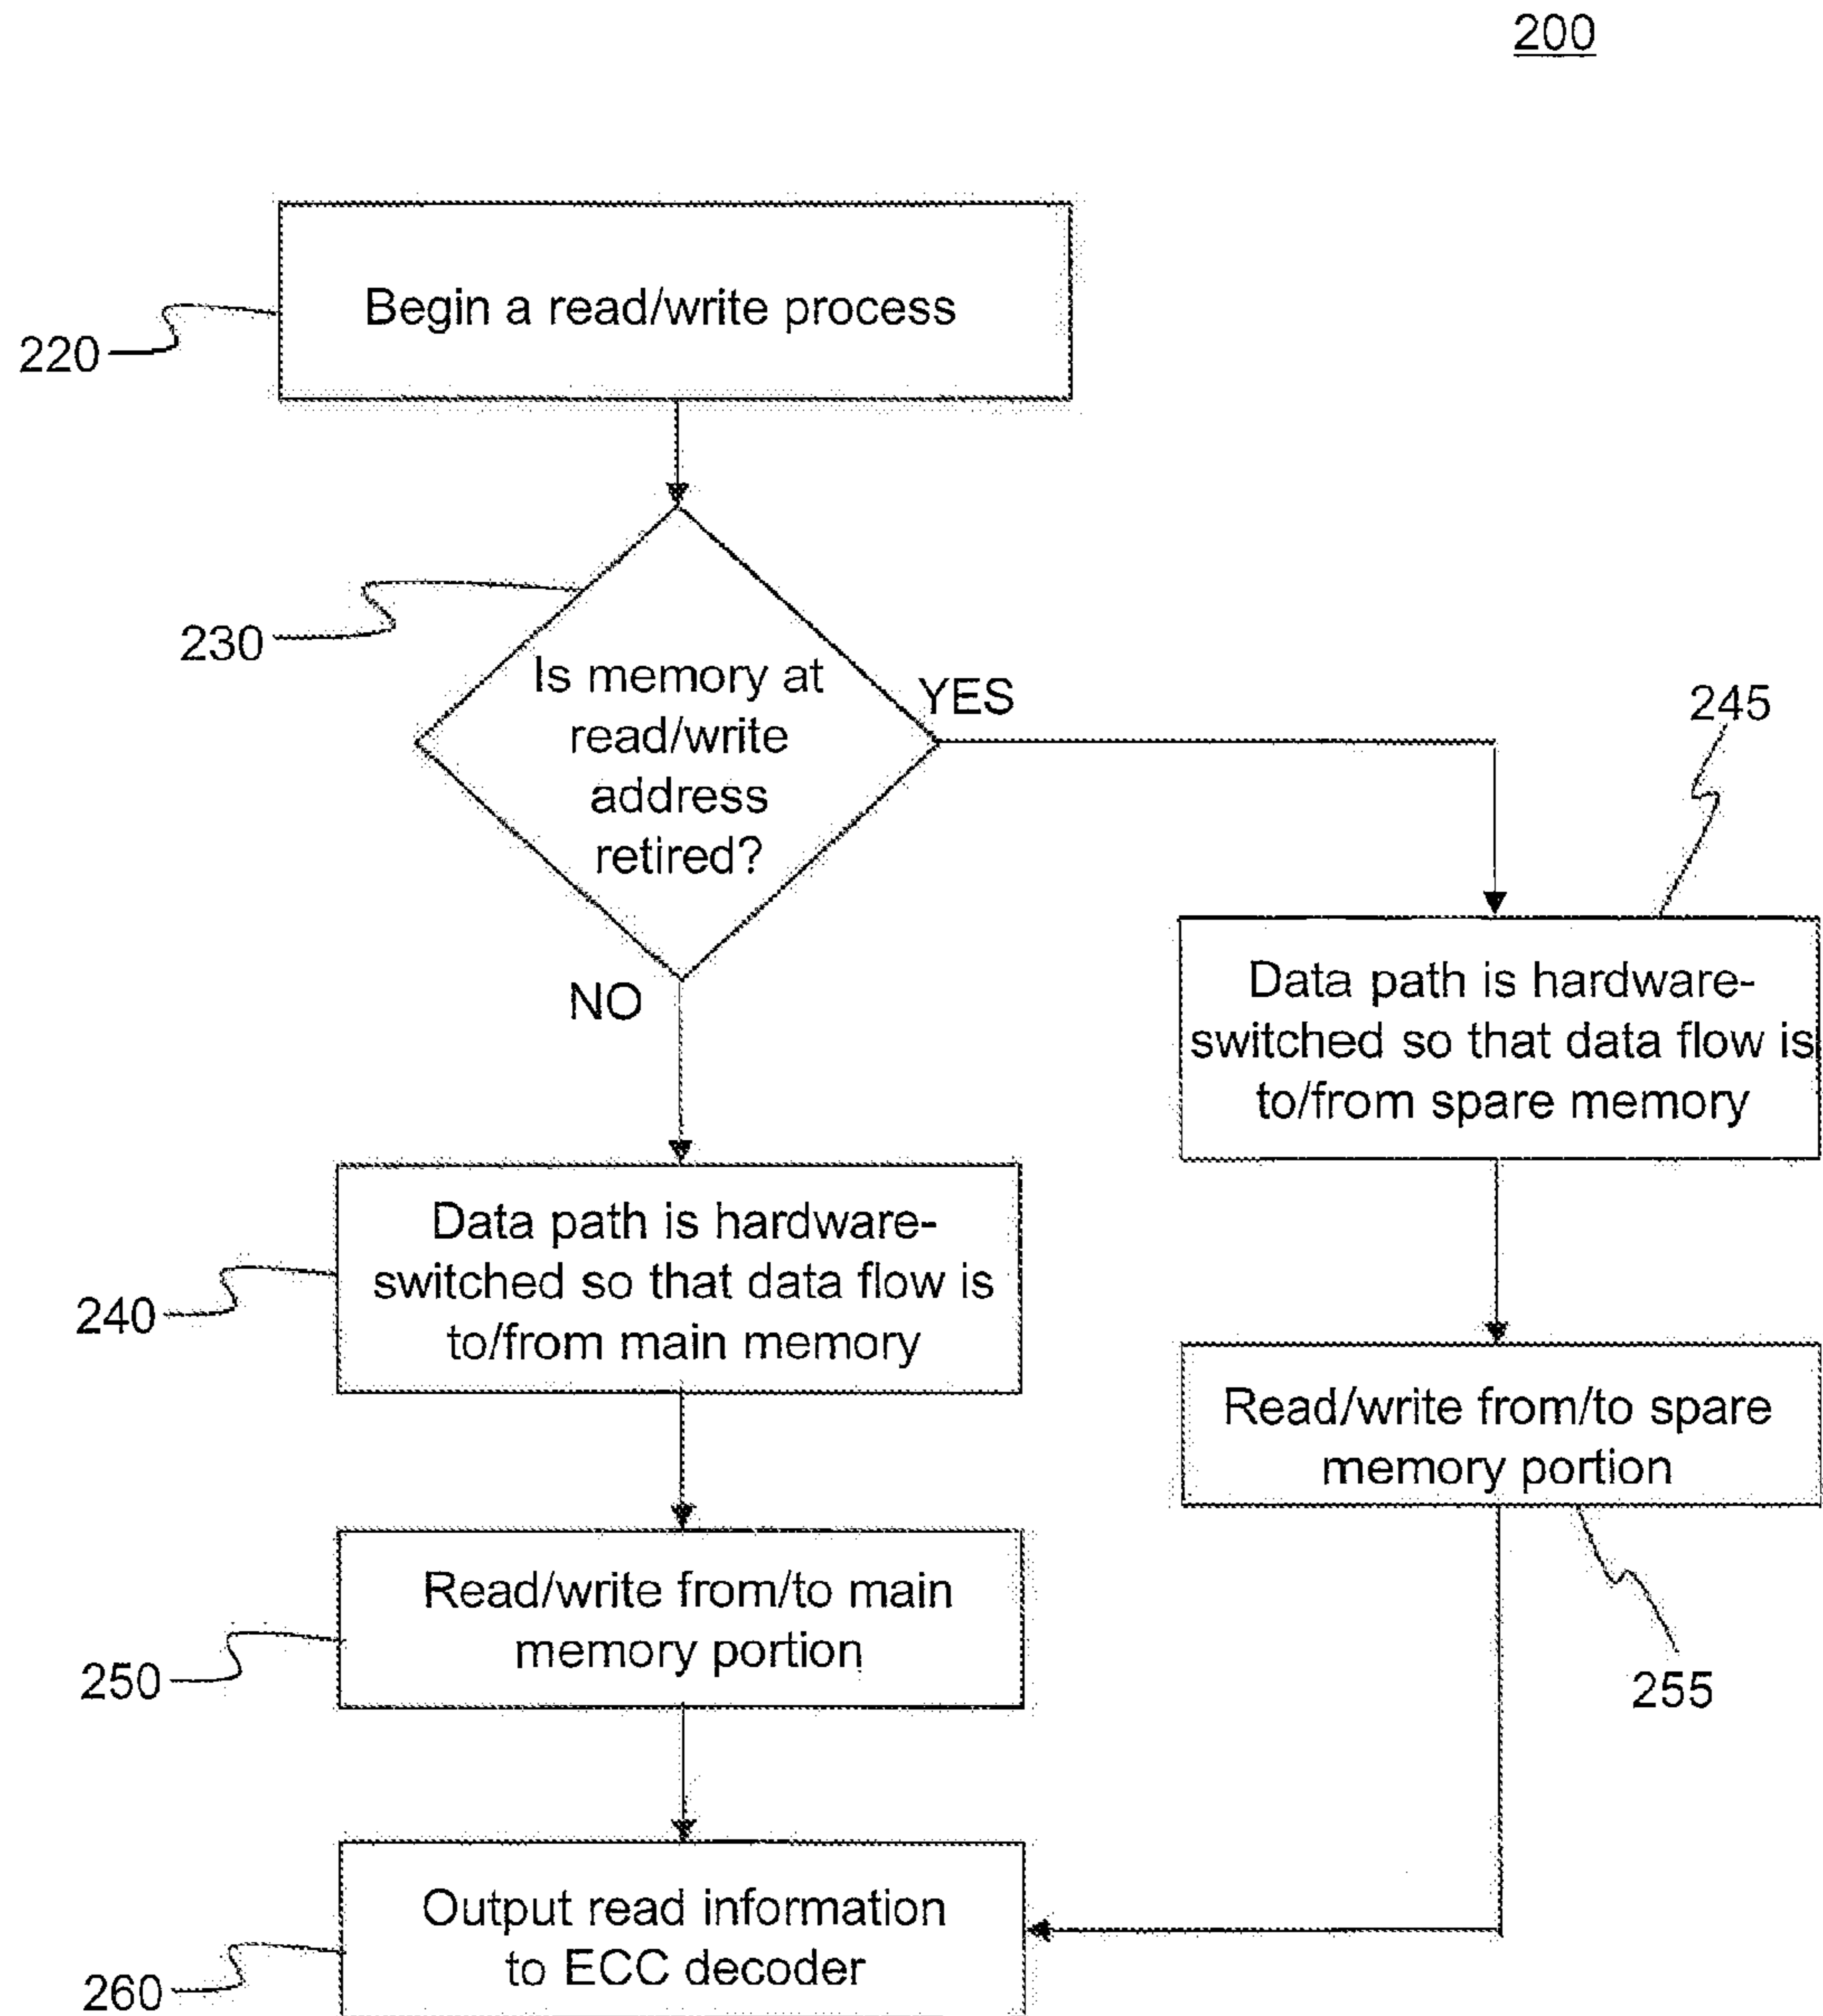 200
Begin a read/write process
220
230
Is memory at
read/write
address
retired?
YES
245
NO
Data path is hardware-
switched so that data flow is
to/from spare memory
Data path is hardware-
switched so that data flow is
to/from main memory
240
Read/write from/to spare
memory portion
Read/write from/to main
memory portion
250
255
Output read information
to ECC decoder
260